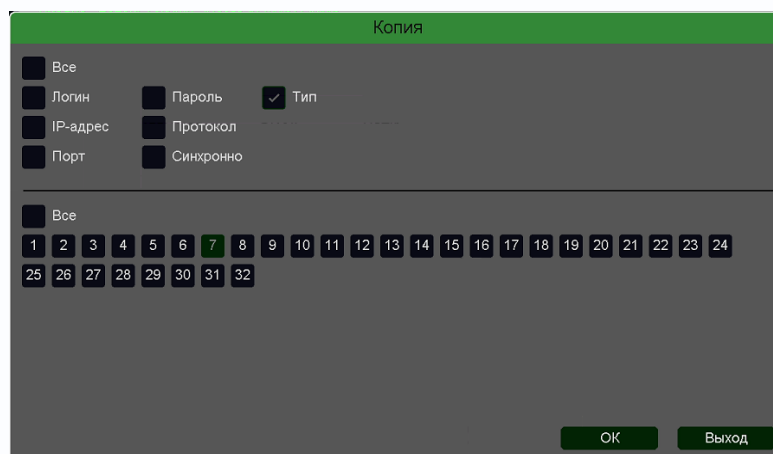 Копия
Все
Логин Пароль Тип
IP-адрес Протокол
Порт Синхронно
Все
1 2 3 4 5 6 7 8 9 10 11 12 13 14 15 16 17 18 19 20 21 22 23 24
25 26 27 28 29 30 31 32
ОК Выход